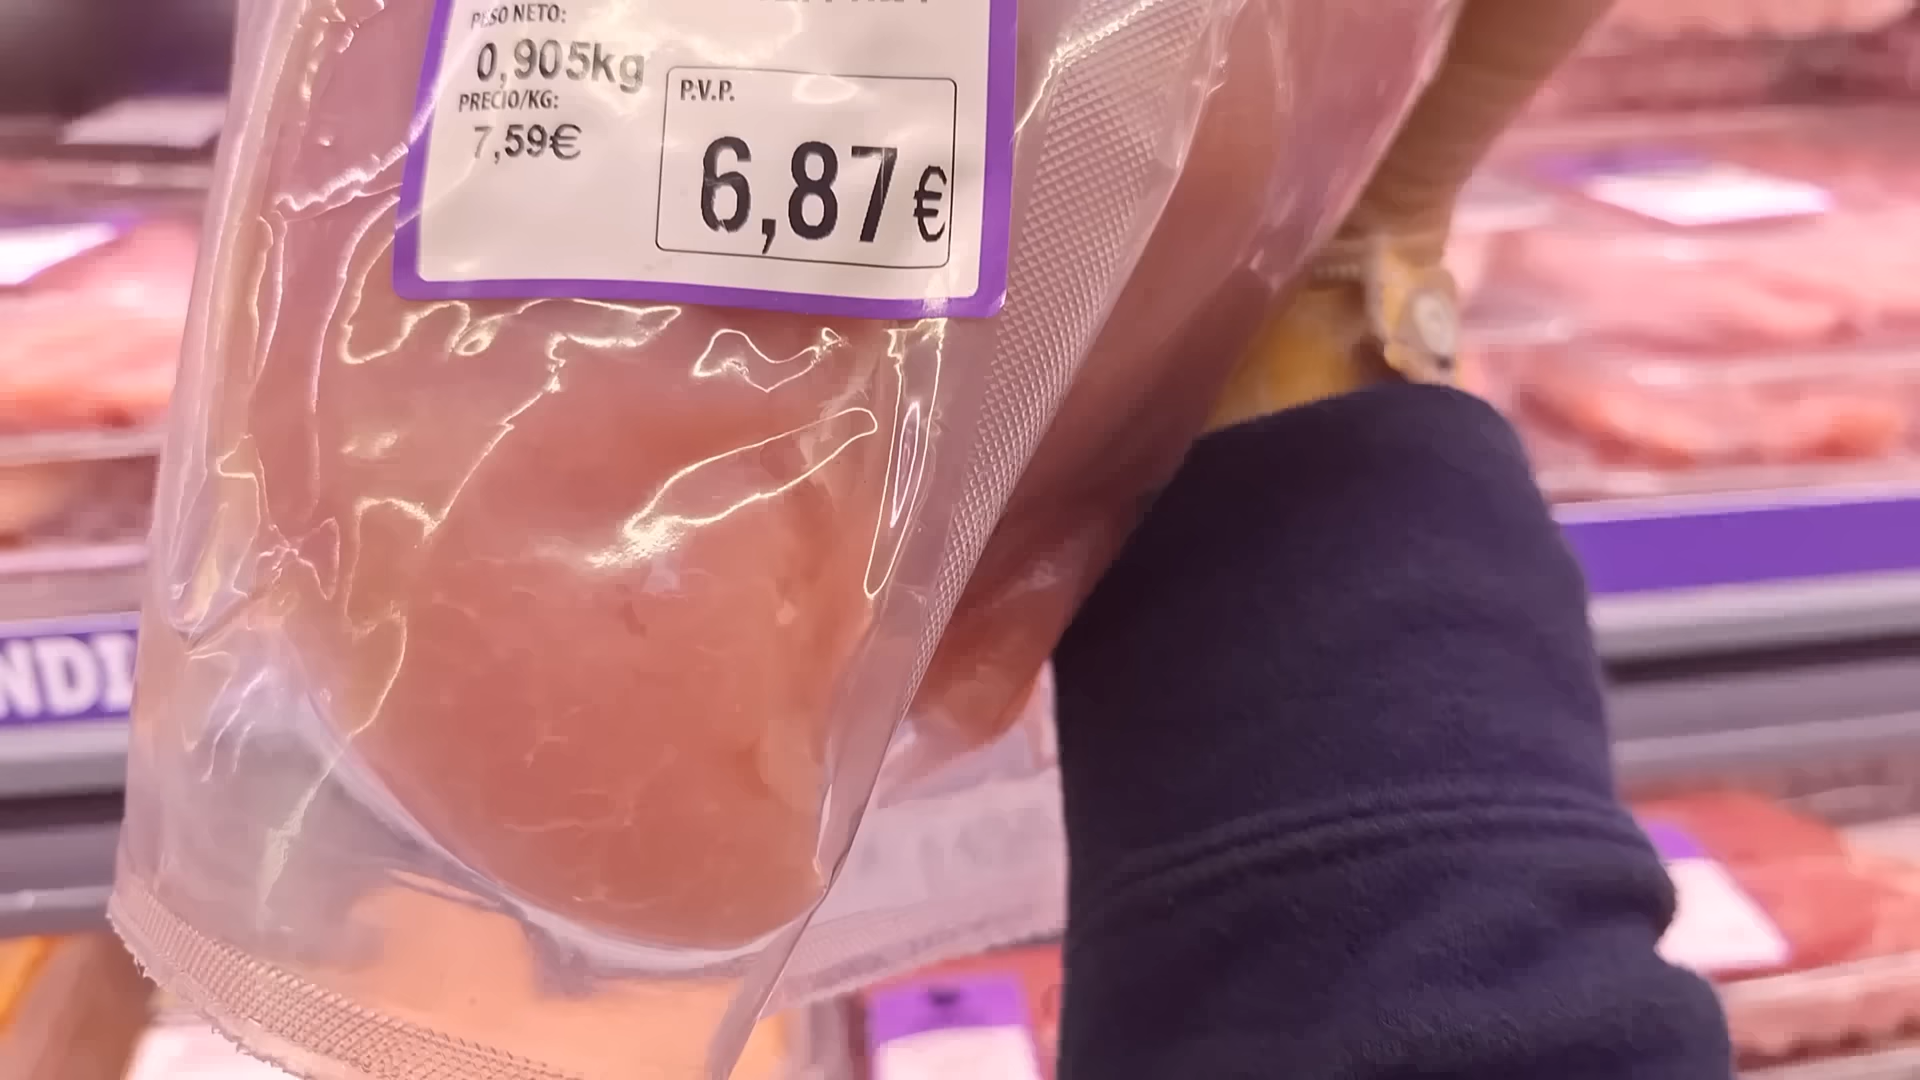 PESO NETO:
0,905kg
PRECIO/KG:
7,59€
P.V.P.
6,87€
NDI